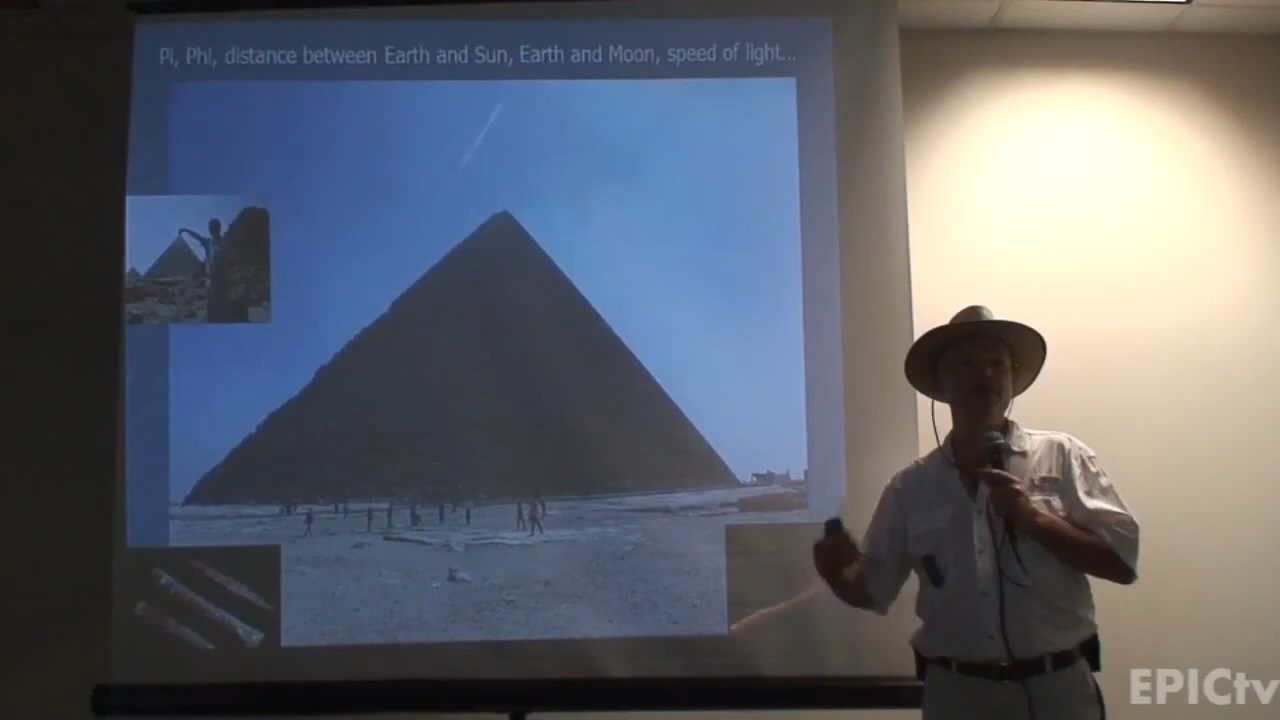 Pi, Phi, distance between Earth and Sun, Earth and Moon, speed of light...
EPICtv